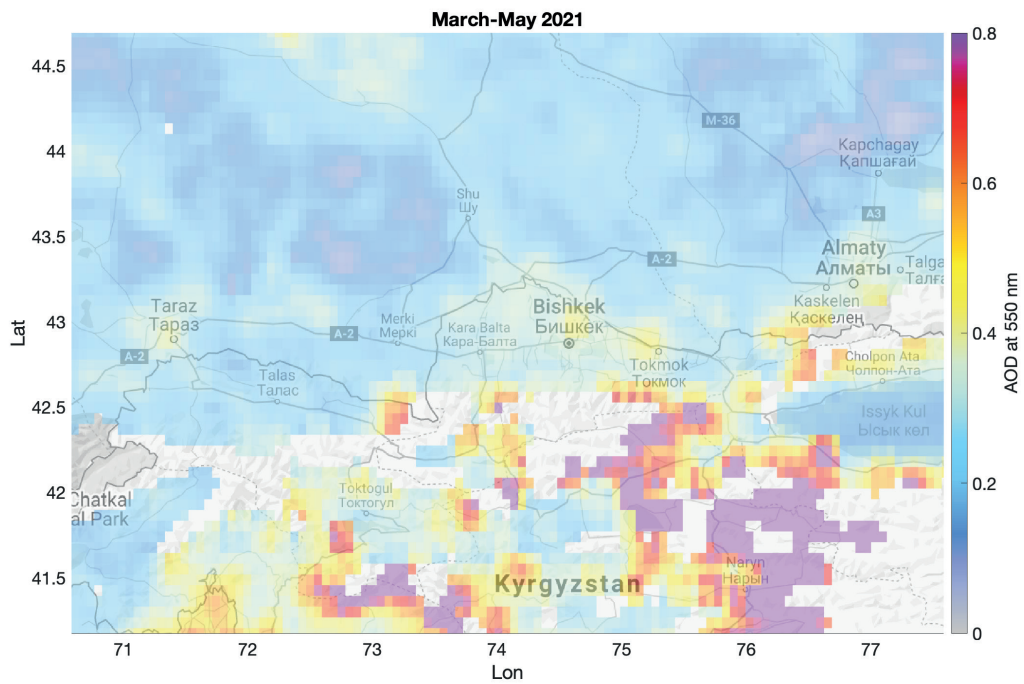 March-May 2021
44.5
44
43.5
43
42.5
42
41.5
Lat
71
72
73
74
75
76
77
Lon
0.8
0.6
0.4
0.2
0
AOD at 550 nm
M-36
Kapchagay
Қапшағай
Shu
Шу
A3
Almaty
Алматы
Talga
Талға
A-2
Taraz
Тараз
Bishkek
Бишкек
Kaskelen
Қаскелең
Merki
Меркі
Kara Balta
Кара-Балта
A-2
A-2
Tokmok
Токмок
Cholpon Ata
Чолпон-Ата
Talas
Талас
Issyk Kul
Ысык көл
Chatkal
al Park
Toktogul
Токтогул
Naryn
Нарын
Kyrgyzstan